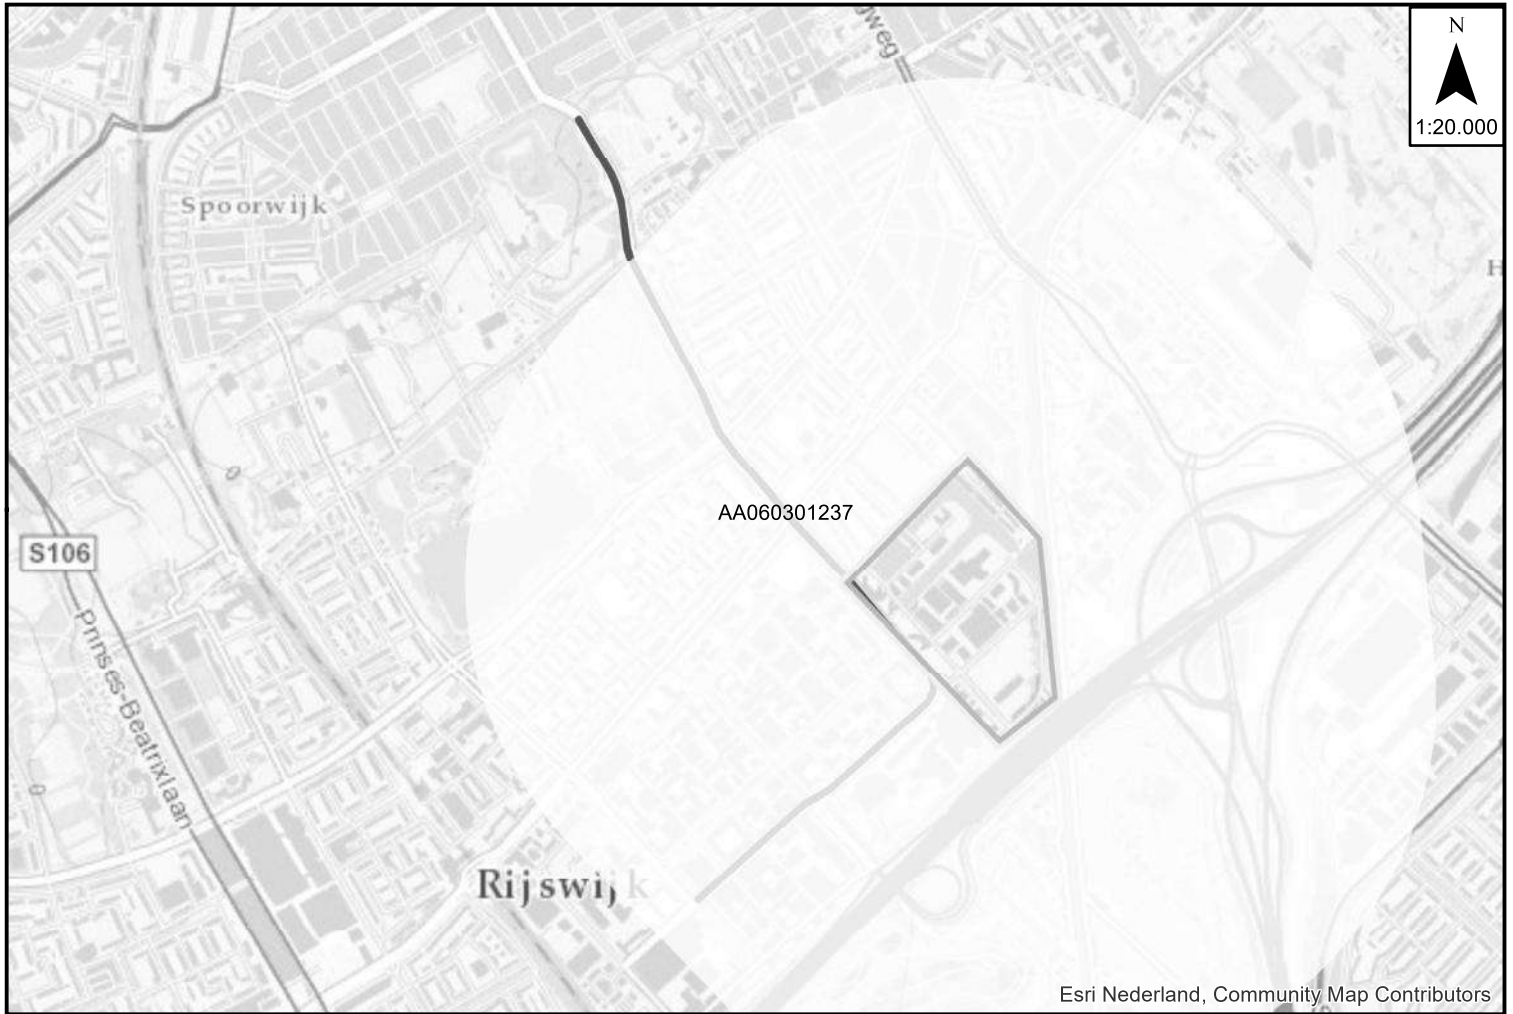 N
1:20.000
Spoorwijk
AA060301237
S106
Prinses-Beatrixlaan
Rijswijk
Esri Nederland, Community Map Contributors